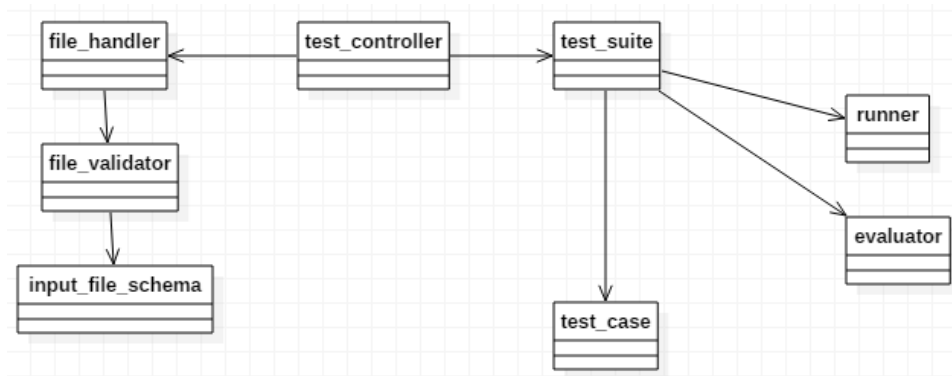 file_handler
test_controller
test_suite
runner
file_validator
evaluator
input_file_schema
test_case